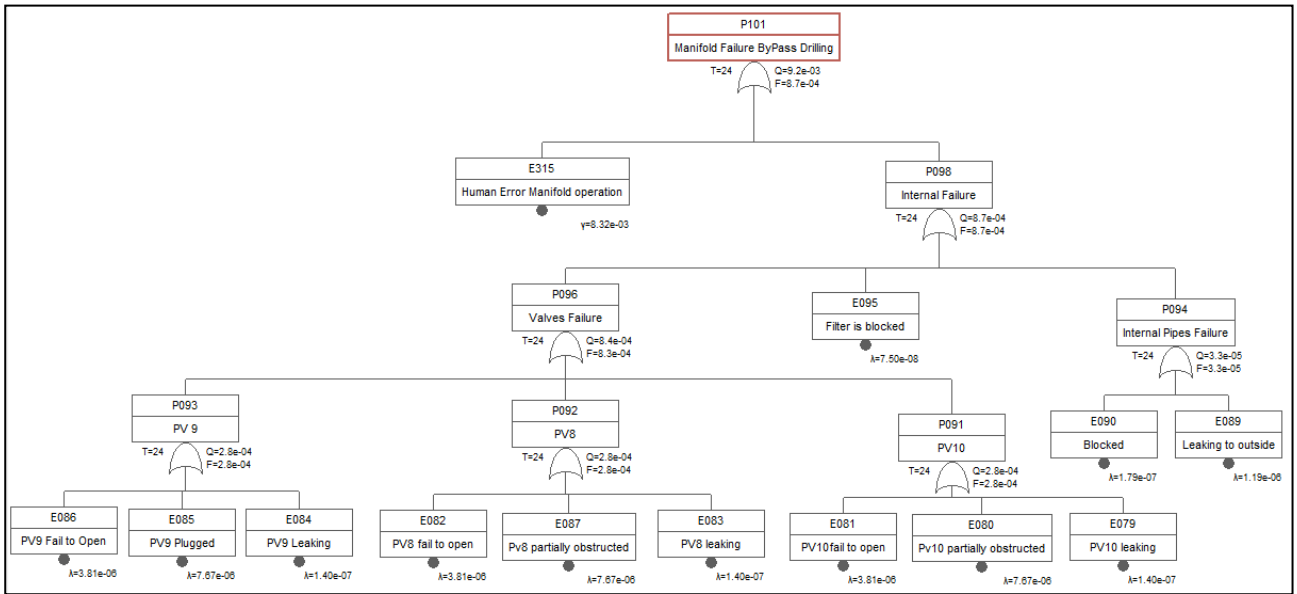 P101
Manifold Failure ByPass Drilling
T=24
Q=9.2e-03
F=8.7e-04
E315
Human Error Manifold operation
γ=8.32e-03
P098
Internal Failure
T=24
Q=8.7e-04
F=8.7e-04
P096
Valves Failure
T=24
Q=8.4e-04
F=8.3e-04
E095
Filter is blocked
λ=7.50e-08
P094
Internal Pipes Failure
T=24
Q=3.3e-05
F=3.3e-05
P093
PV 9
T=24
Q=2.8e-04
F=2.8e-04
P092
PV8
T=24
Q=2.8e-04
F=2.8e-04
P091
PV10
T=24
Q=2.8e-04
F=2.8e-04
E090
Blocked
λ=1.79e-07
E089
Leaking to outside
λ=1.19e-06
E086
PV9 Fail to Open
λ=3.81e-06
E085
PV9 Plugged
λ=7.67e-06
E084
PV9 Leaking
λ=1.40e-07
E082
PV8 fail to open
λ=3.81e-06
E087
Pv8 partially obstructed
λ=7.67e-06
E083
PV8 leaking
λ=1.40e-07
E081
PV10fail to open
λ=3.81e-06
E080
Pv10 partially obstructed
λ=7.67e-06
E079
PV10 leaking
λ=1.40e-07